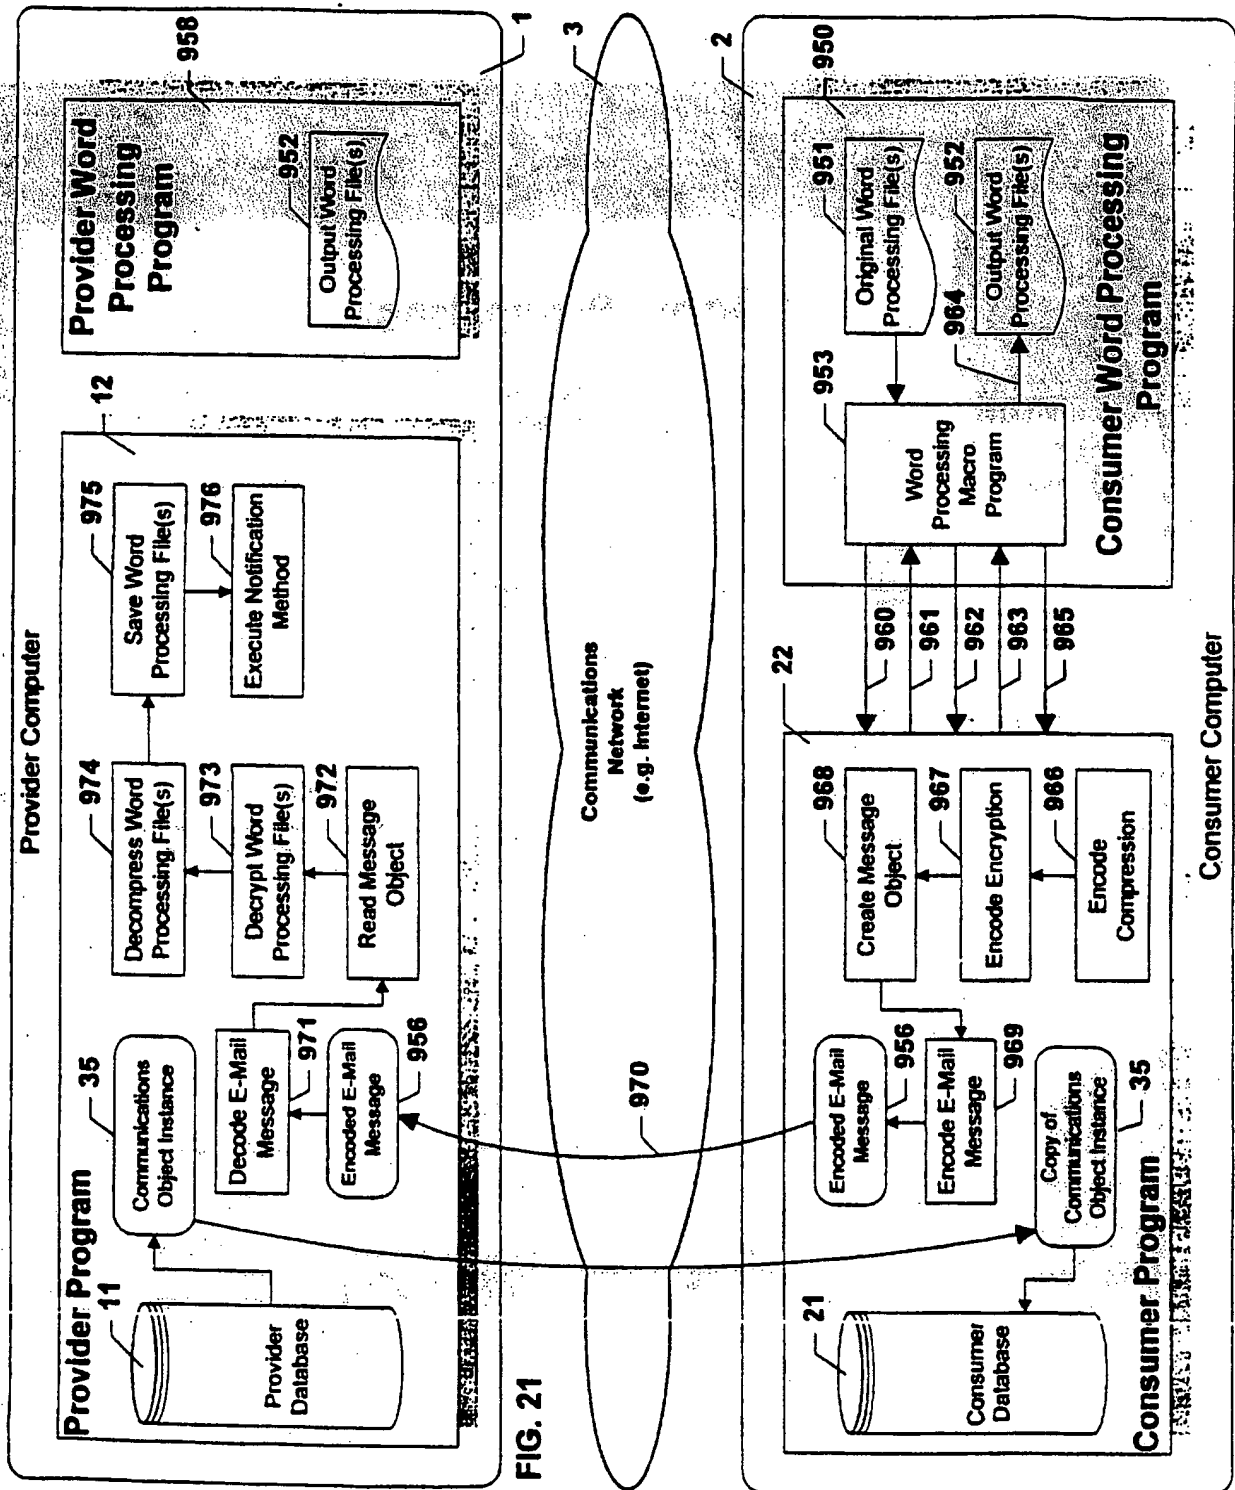 Provider Computer
1
Provider Program
12
11
Provider
Database
35
Communications
Object Instance
Decode E-Mail
Message
971
Encoded E-Mail
Message
956
974
Decompress Word
Processing File(s)
973
Decrypt Word
Processing File(s)
972
Read Message
Object
975
Save Word
Processing File(s)
976
Execute Notification
Method
958
Provider Word
Processing
Program
952
Output Word
Processing File(s)
FIG. 21
3
Communications
Network
(e.g. Internet)
970
2
22
21
Consumer
Database
Encoded E-Mail
Message
956
Encode E-Mail
Message
969
Copy of
Communications
Object Instance
35
Consumer Program
968
Create Message
Object
967
Encode Encryption
966
Encode
Compression
960
961
962
963
965
953
Word
Processing
Macro
Program
964
950
951
Original Word
Processing File(s)
952
Output Word
Processing File(s)
Consumer Word Processing
Program
Consumer Computer